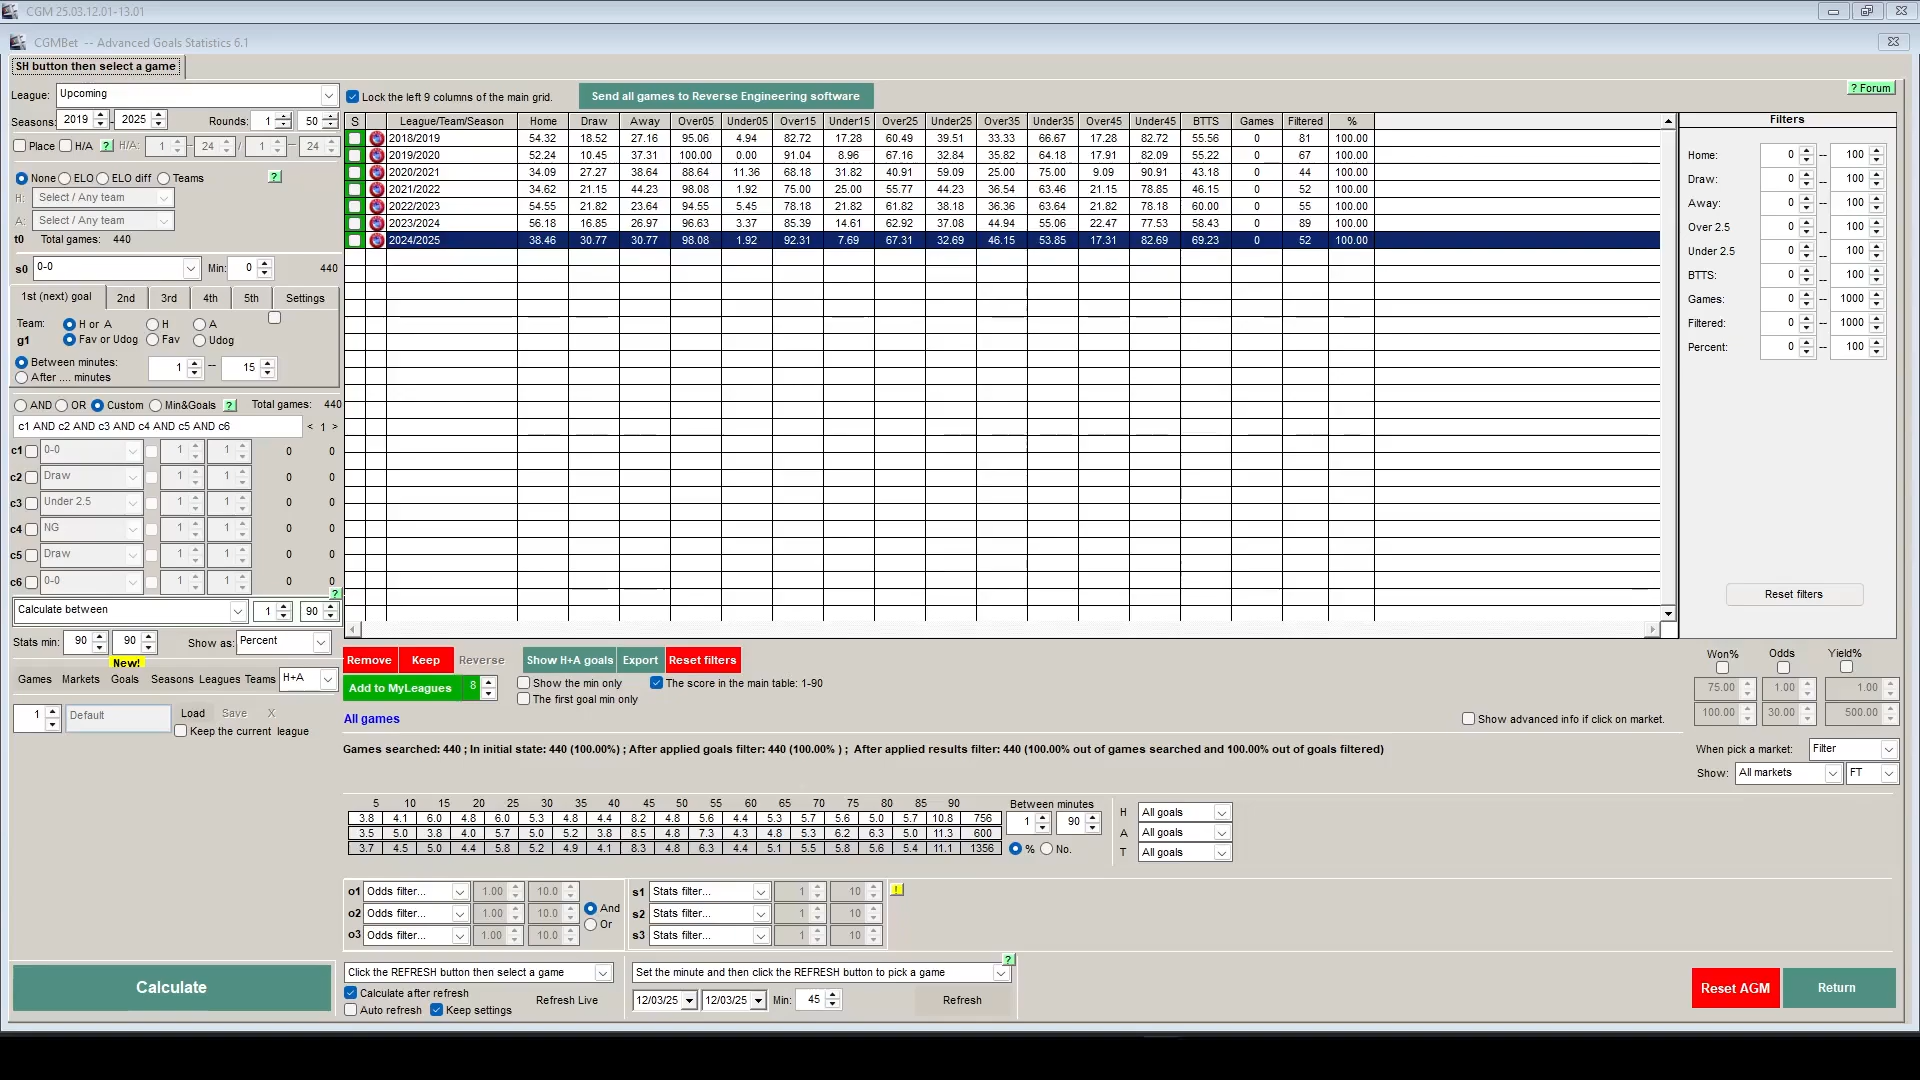 CGM 25.03.12.01-13.01
CGMBet -- Advanced Goals Statistics 6.1
SH button then select a game
League: Upcoming
Lock the left 9 columns of the main grid.
Send all games to Reverse Engineering software
? Forum
Seasons: 2019 - 2025 Rounds: 1 50
Place H/A ? H/A: 1 -- 24 / 1 -- 24
None ELO ELO diff Teams ?
H: Select / Any team
A: Select / Any team
t0 Total games: 440
s0 0-0 Min: 0 440
1st (next) goal 2nd 3rd 4th 5th Settings
Team: H or A H A
g1 Fav or Udog Fav Udog
Between minutes: 1 -- 15
After .... minutes
AND OR Custom Min&Goals ? Total games: 440
c1 AND c2 AND c3 AND c4 AND c5 AND c6 < 1 >
c1 0-0 1 1 0 0
c2 Draw 1 1 0 0
c3 Under 2.5 1 1 0 0
c4 NG 1 1 0 0
c5 Draw 1 1 0 0
c6 0-0 1 1 0 0
?
Calculate between 1 90
Stats min: 90 90 Show as: Percent
New!
Games Markets Goals Seasons Leagues Teams H+A
1 Default Load Save X
Keep the current league
Calculate
S League/Team/Season Home Draw Away Over05 Under05 Over15 Under15 Over25 Under25 Over35 Under35 Over45 Under45 BTTS Games Filtered %
2018/2019 54.32 18.52 27.16 95.06 4.94 82.72 17.28 60.49 39.51 33.33 66.67 17.28 82.72 55.56 0 81 100.00
2019/2020 52.24 10.45 37.31 100.00 0.00 91.04 8.96 67.16 32.84 35.82 64.18 17.91 82.09 55.22 0 67 100.00
2020/2021 34.09 27.27 38.64 88.64 11.36 68.18 31.82 40.91 59.09 25.00 75.00 9.09 90.91 43.18 0 44 100.00
2021/2022 34.62 21.15 44.23 98.08 1.92 75.00 25.00 55.77 44.23 36.54 63.46 21.15 78.85 46.15 0 52 100.00
2022/2023 54.55 21.82 23.64 94.55 5.45 78.18 21.82 61.82 38.18 36.36 63.64 21.82 78.18 60.00 0 55 100.00
2023/2024 56.18 16.85 26.97 96.63 3.37 85.39 14.61 62.92 37.08 44.94 55.06 22.47 77.53 58.43 0 89 100.00
2024/2025 38.46 30.77 30.77 98.08 1.92 92.31 7.69 67.31 32.69 46.15 53.85 17.31 82.69 69.23 0 52 100.00
Filters
Home: 0 -- 100
Draw: 0 -- 100
Away: 0 -- 100
Over 2.5 0 -- 100
Under 2.5 0 -- 100
BTTS: 0 -- 100
Games: 0 -- 1000
Filtered: 0 -- 1000
Percent: 0 -- 100
Reset filters
Remove Keep Reverse Show H+A goals Export Reset filters
Add to MyLeagues 8 Show the min only The score in the main table: 1-90
The first goal min only
All games
Show advanced info if click on market.
Won% Odds Yield%
75.00 1.00 1.00
100.00 30.00 500.00
Games searched: 440 ; In initial state: 440 (100.00%) ; After applied goals filter: 440 (100.00% ) ; After applied results filter: 440 (100.00% out of games searched and 100.00% out of goals filtered)
When pick a market: Filter
Show: All markets FT
5 10 15 20 25 30 35 40 45 50 55 60 65 70 75 80 85 90
3.8 4.1 6.0 4.8 6.0 5.3 4.8 4.4 8.2 4.8 5.6 4.4 5.3 5.7 5.6 5.0 5.7 10.8 756
3.5 5.0 3.8 4.0 5.7 5.0 5.2 3.8 8.5 4.8 7.3 4.3 4.8 5.3 6.2 6.3 5.0 11.3 600
3.7 4.5 5.0 4.4 5.8 5.2 4.9 4.1 8.3 4.8 6.3 4.4 5.1 5.5 5.8 5.6 5.4 11.1 1356
Between minutes
1 90
% No.
H All goals
A All goals
T All goals
o1 Odds filter... 1.00 10.0
o2 Odds filter... 1.00 10.0
o3 Odds filter... 1.00 10.0
And
Or
s1 Stats filter... 1 10 !
s2 Stats filter... 1 10
s3 Stats filter... 1 10
Click the REFRESH button then select a game
Calculate after refresh
Auto refresh Keep settings
Refresh Live
?
Set the minute and then click the REFRESH button to pick a game
12/03/25 12/03/25 Min: 45 Refresh
Reset AGM Return